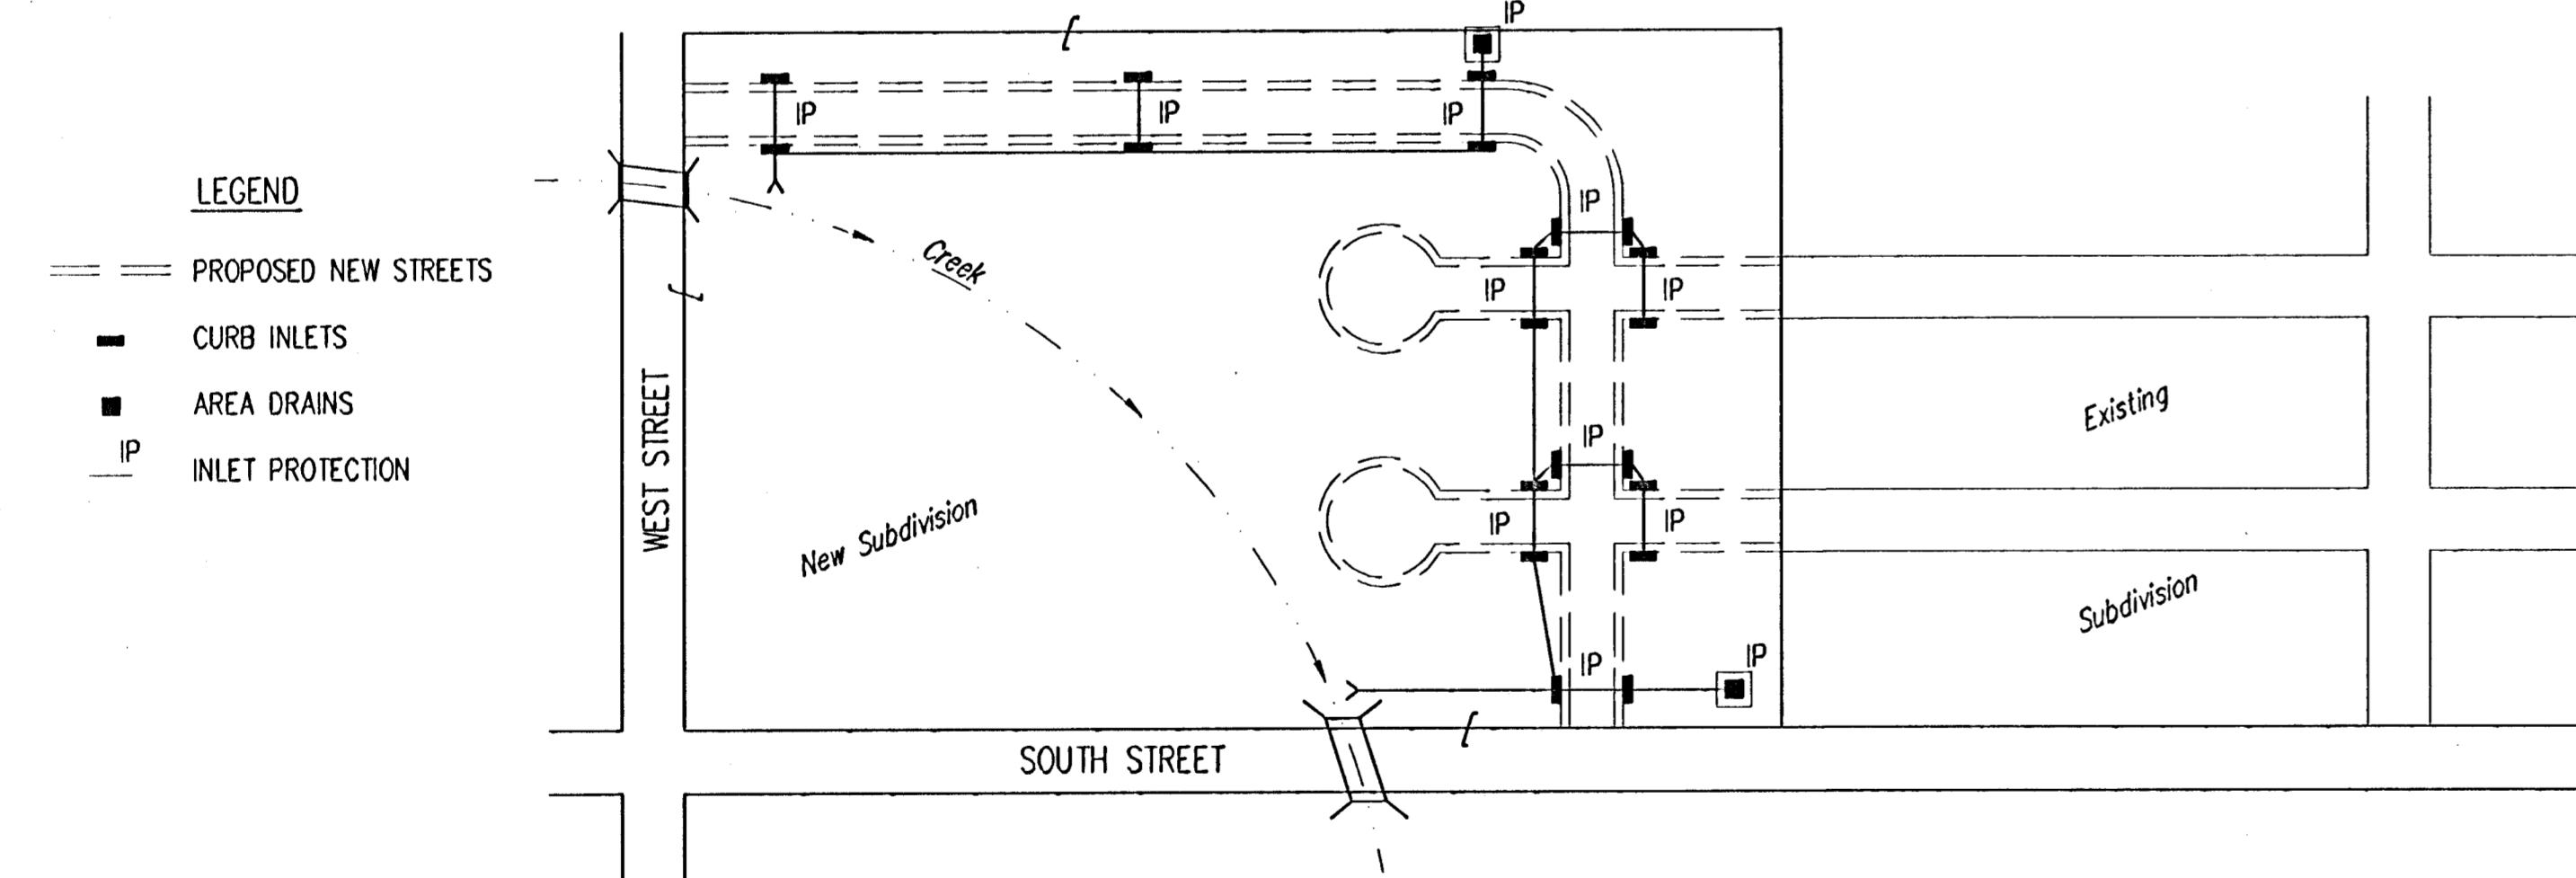 IP
IP
IP
IP
LEGEND
IP
Creek
PROPOSED NEW STREETS
IP
IP
CURB INLETS
AREA DRAINS
Existing
WEST STREET
IP
IP
INLET PROTECTION
New Subdivision
IP
IP
Subdivision
IP
IP
SOUTH STREET